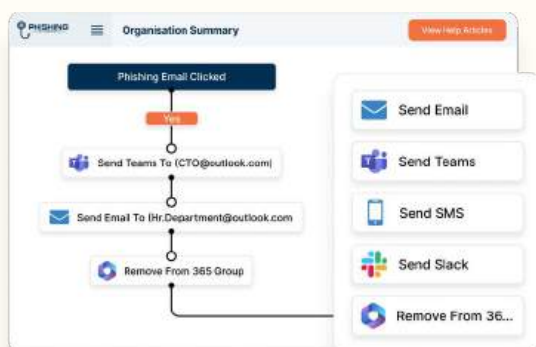 PHISHING
Organisation Summary
View Help Articles
Phishing Email Clicked
Yes
Send Teams To (CTO@outlook.com|
Send Email To (Hr.Department@outlook.com
Remove From 365 Group
Send Email
Send Teams
Send SMS
Send Slack
Remove From 36...